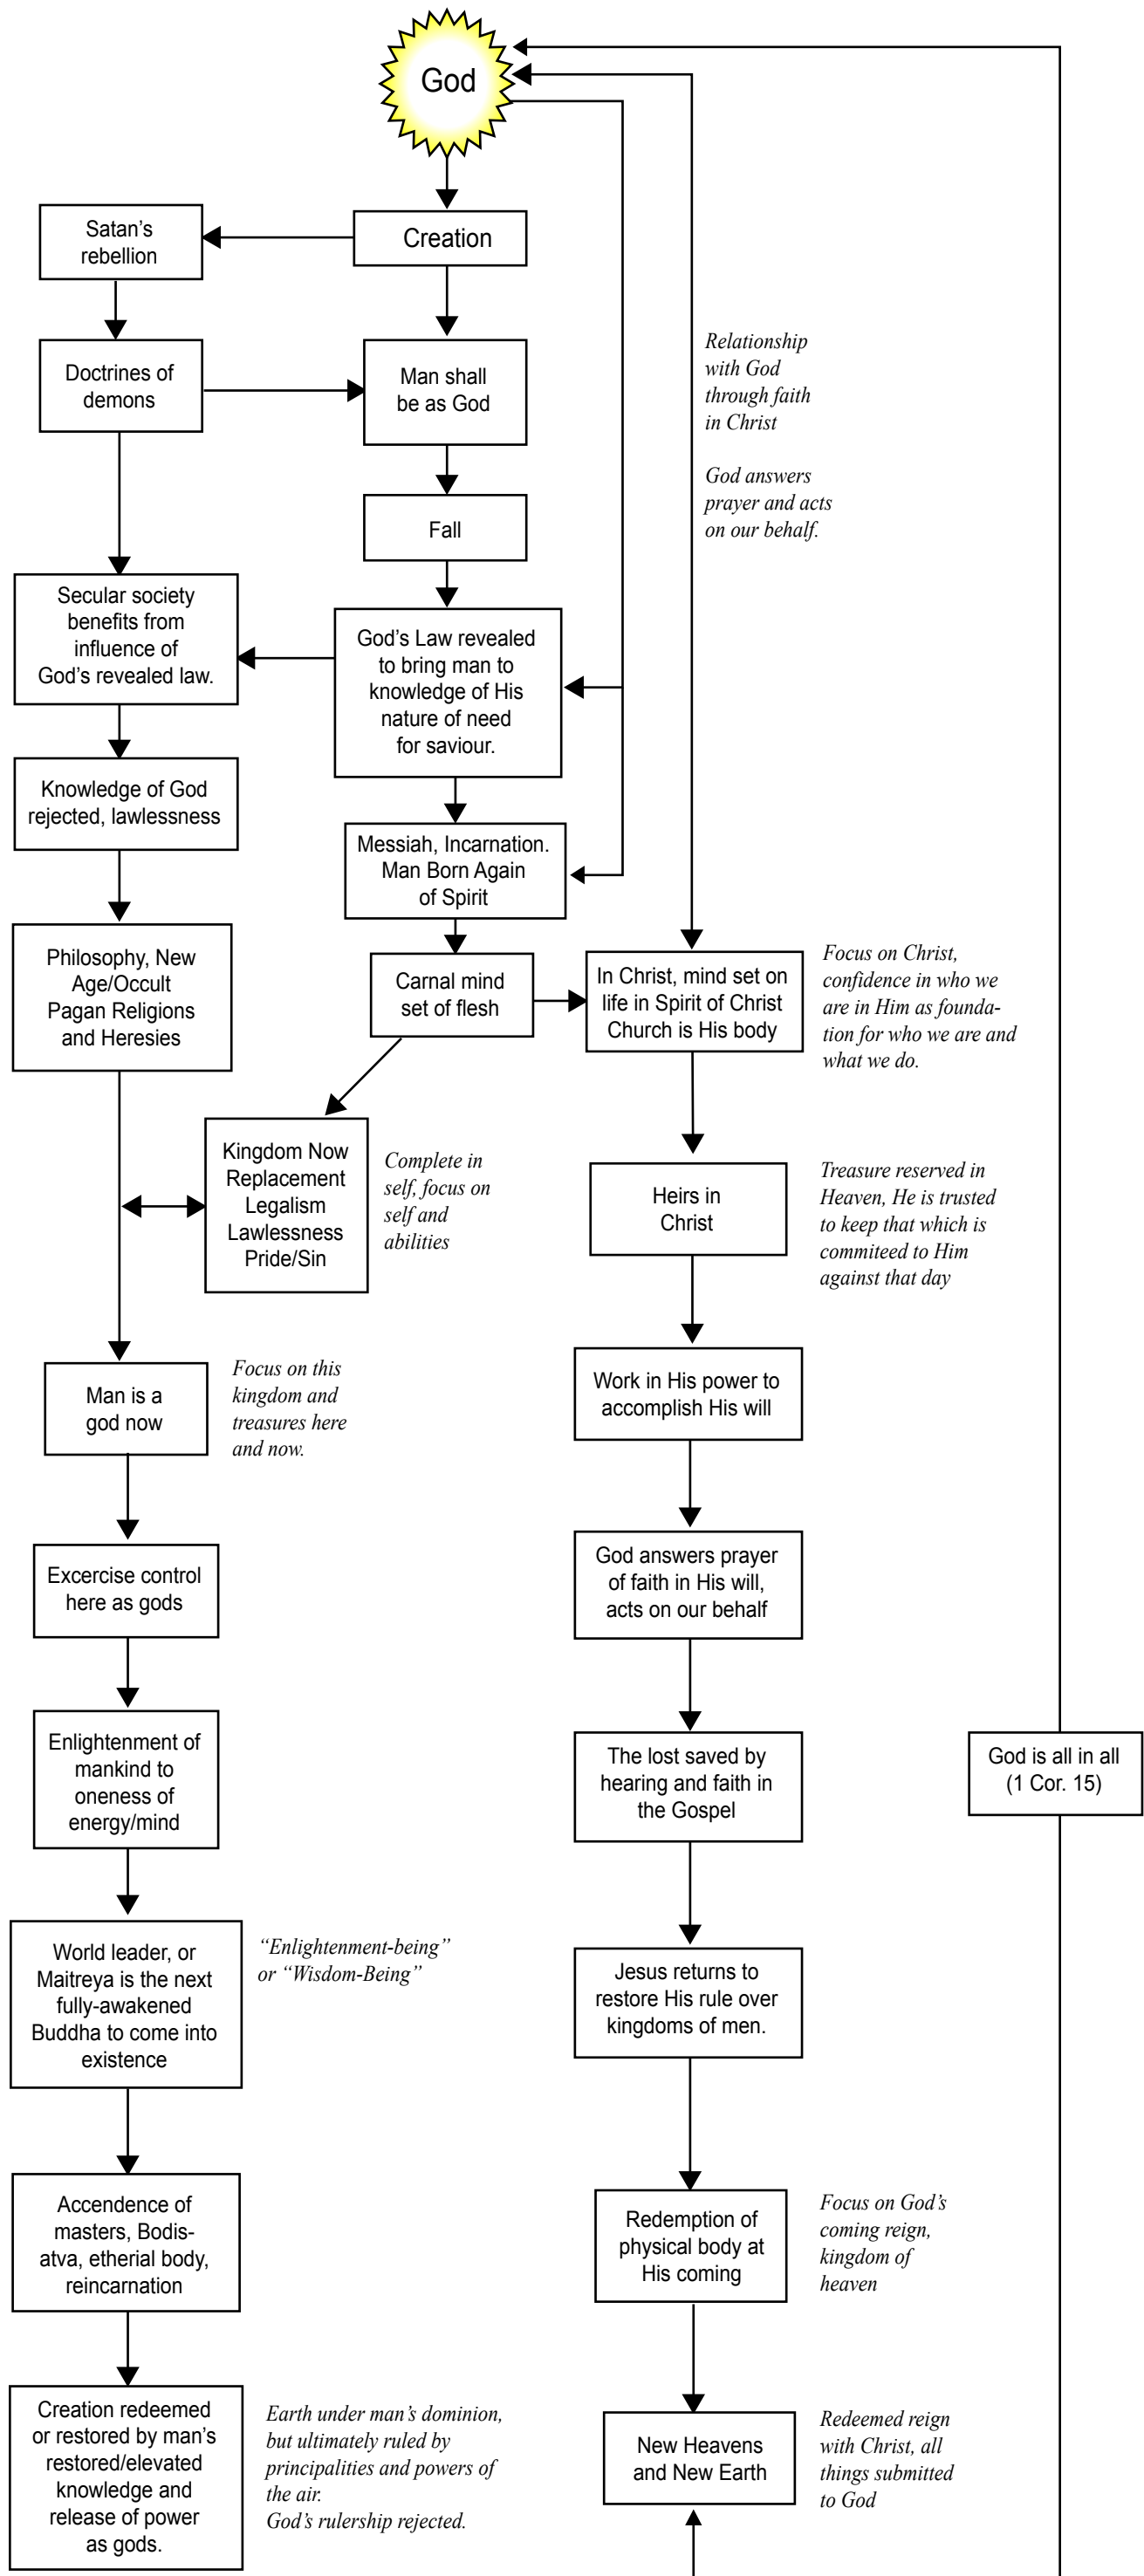 God
Satan’s
rebellion
Creation
Doctrines of
demons
Man shall
be as God
Relationship
with God
through faith
in Christ
God answers
prayer and acts
on our behalf.
Fall
Secular society
benefits from
influence of
God’s revealed law.
God’s Law revealed
to bring man to
knowledge of His
nature of need
for saviour.
Knowledge of God
rejected, lawlessness
Messiah, Incarnation.
Man Born Again
of Spirit
Philosophy, New
Age/Occult
Pagan Religions
and Heresies
Carnal mind
set of flesh
In Christ, mind set on
life in Spirit of Christ
Church is His body
Focus on Christ,
confidence in who we
are in Him as founda-
tion for who we are and
what we do.
Kingdom Now
Replacement
Legalism
Lawlessness
Pride/Sin
Complete in
self, focus on
self and
abilities
Heirs in
Christ
Treasure reserved in
Heaven, He is trusted
to keep that which is
commiteed to Him
against that day
Man is a
god now
Focus on this
kingdom and
treasures here
and now.
Work in His power to
accomplish His will
Excercise control
here as gods
God answers prayer
of faith in His will,
acts on our behalf
Enlightenment of
mankind to
oneness of
energy/mind
The lost saved by
hearing and faith in
the Gospel
God is all in all
(1 Cor. 15)
World leader, or
Maitreya is the next
fully-awakened
Buddha to come into
existence
“Enlightenment-being”
or “Wisdom-Being”
Jesus returns to
restore His rule over
kingdoms of men.
Accendence of
masters, Bodis-
atva, etherial body,
reincarnation
Redemption of
physical body at
His coming
Focus on God’s
coming reign,
kingdom of
heaven
Creation redeemed
or restored by man’s
restored/elevated
knowledge and
release of power
as gods.
Earth under man’s dominion,
but ultimately ruled by
principalities and powers of
the air.
God’s rulership rejected.
New Heavens
and New Earth
Redeemed reign
with Christ, all
things submitted
to God